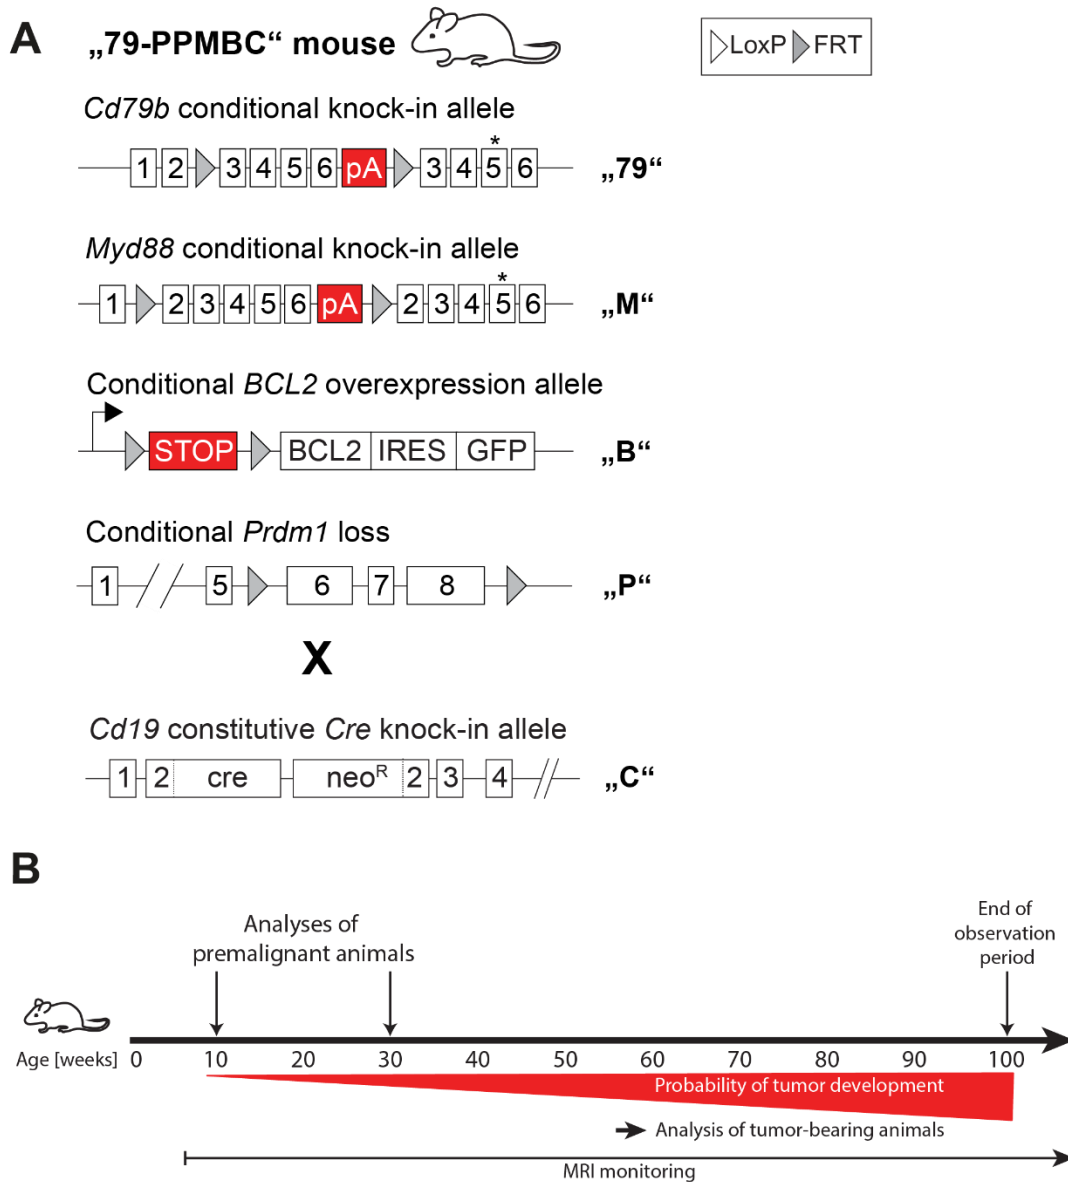 A
„79-PPMBC“ mouse
LoxP FRT
Cd79b conditional knock-in allele
*
1 2 3 4 5 6 pA 3 4 5 6 „79“
Myd88 conditional knock-in allele
*
1 2 3 4 5 6 pA 2 3 4 5 6 „M“
Conditional BCL2 overexpression allele
STOP BCL2 IRES GFP „B“
Conditional Prdm1 loss
1 5 6 7 8 „P“
X
Cd19 constitutive Cre knock-in allele
1 2 cre neoR 2 3 4 „C“
B
Analyses of
premalignant animals
End of
observation
period
Age [weeks] 0 10 20 30 40 50 60 70 80 90 100
Probability of tumor development
Analysis of tumor-bearing animals
MRI monitoring